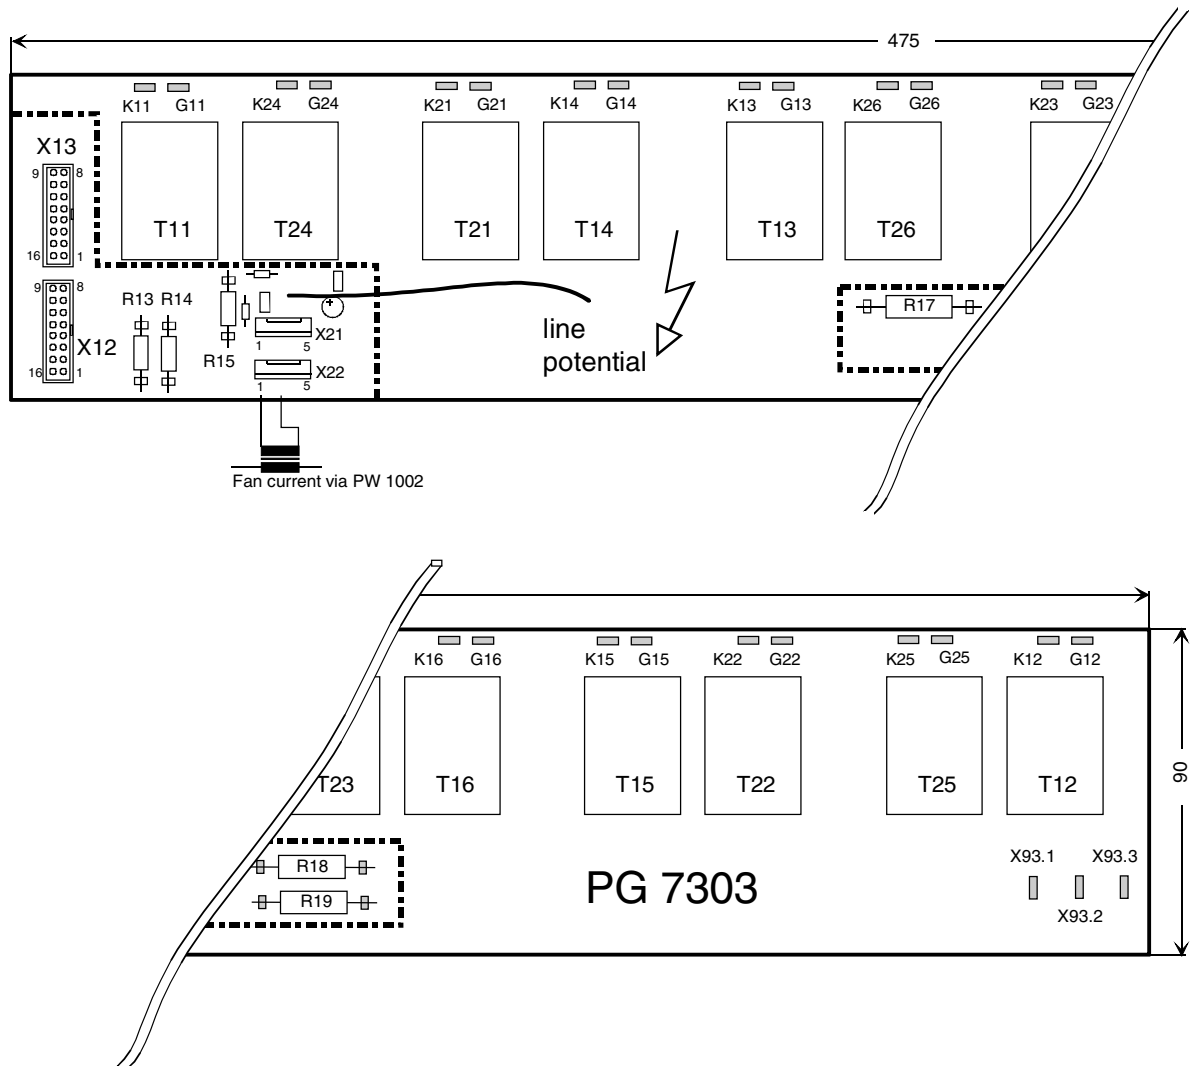 475
K11 G11 K24 G24 K21 G21 K14 G14 K13 G13 K26 G26 K23 G23
X13
9 8
16 1
T11 T24 T21 T14 T13 T26
9 8
16 1
X12
R13 R14
R15
X21
1 5
X22
1 5
line
potential
R17
Fan current via PW 1002
K16 G16 K15 G15 K22 G22 K25 G25 K12 G12
T23 T16 T15 T22 T25 T12
90
R18
R19
PG 7303
X93.1 X93.3
X93.2